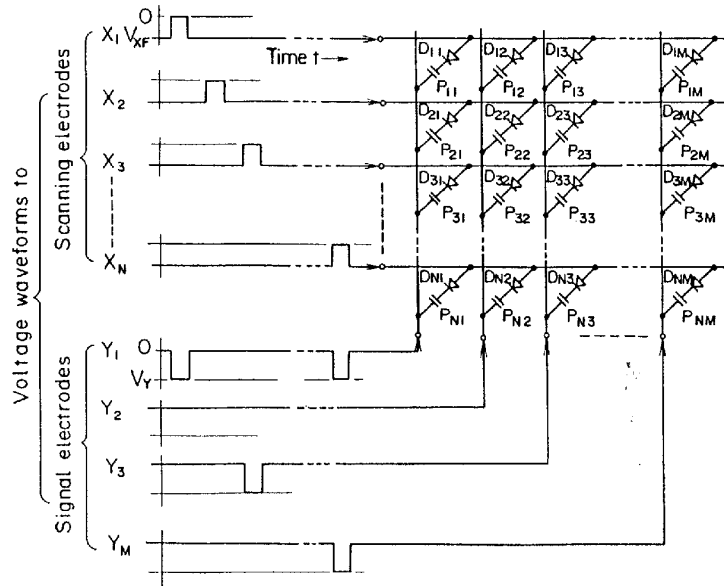 Voltage waveforms to
Scanning electrodes
Signal electrodes
O
X1 VXF
Time t
X2
X3
XN
Y1 O
VY
Y2
Y3
YM
D11 D12 D13 D1M
P11 P12 P13 P1M
D21 D22 D23 D2M
P21 P22 P23 P2M
D31 D32 D33 D3M
P31 P32 P33 P3M
DN1 DN2 DN3 DNM
PN1 PN2 PN3 PNM